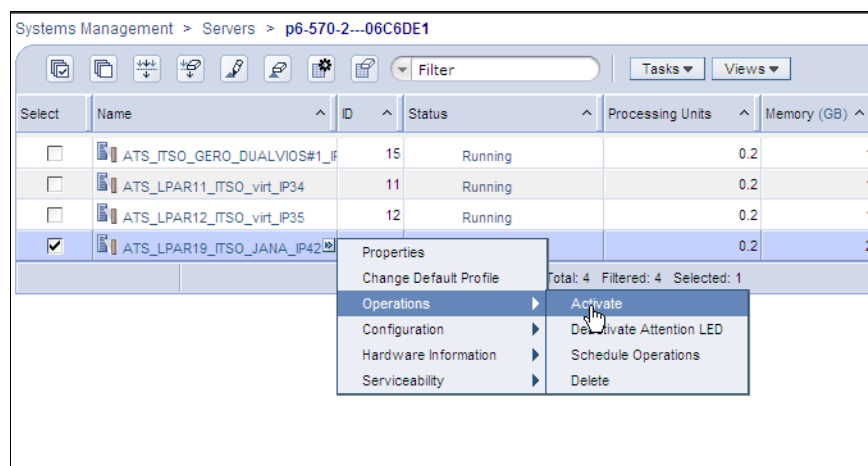 Systems Management > Servers > p6-570-2---06C6DE1
Filter Tasks Views
Select Name ID Status Processing Units Memory (GB)
ATS_ITSO_GERO_DUALVIOS#1_IF 15 Running 0.2
ATS_LPAR11_ITSO_virt_IP34 11 Running 0.2
ATS_LPAR12_ITSO_virt_IP35 12 Running 0.2
ATS_LPAR19_ITSO_JANA_IP42 0.2
Properties
Change Default Profile
Total: 4 Filtered: 4 Selected: 1
Operations
Activate
Configuration
Deactivate Attention LED
Hardware Information
Schedule Operations
Serviceability
Delete